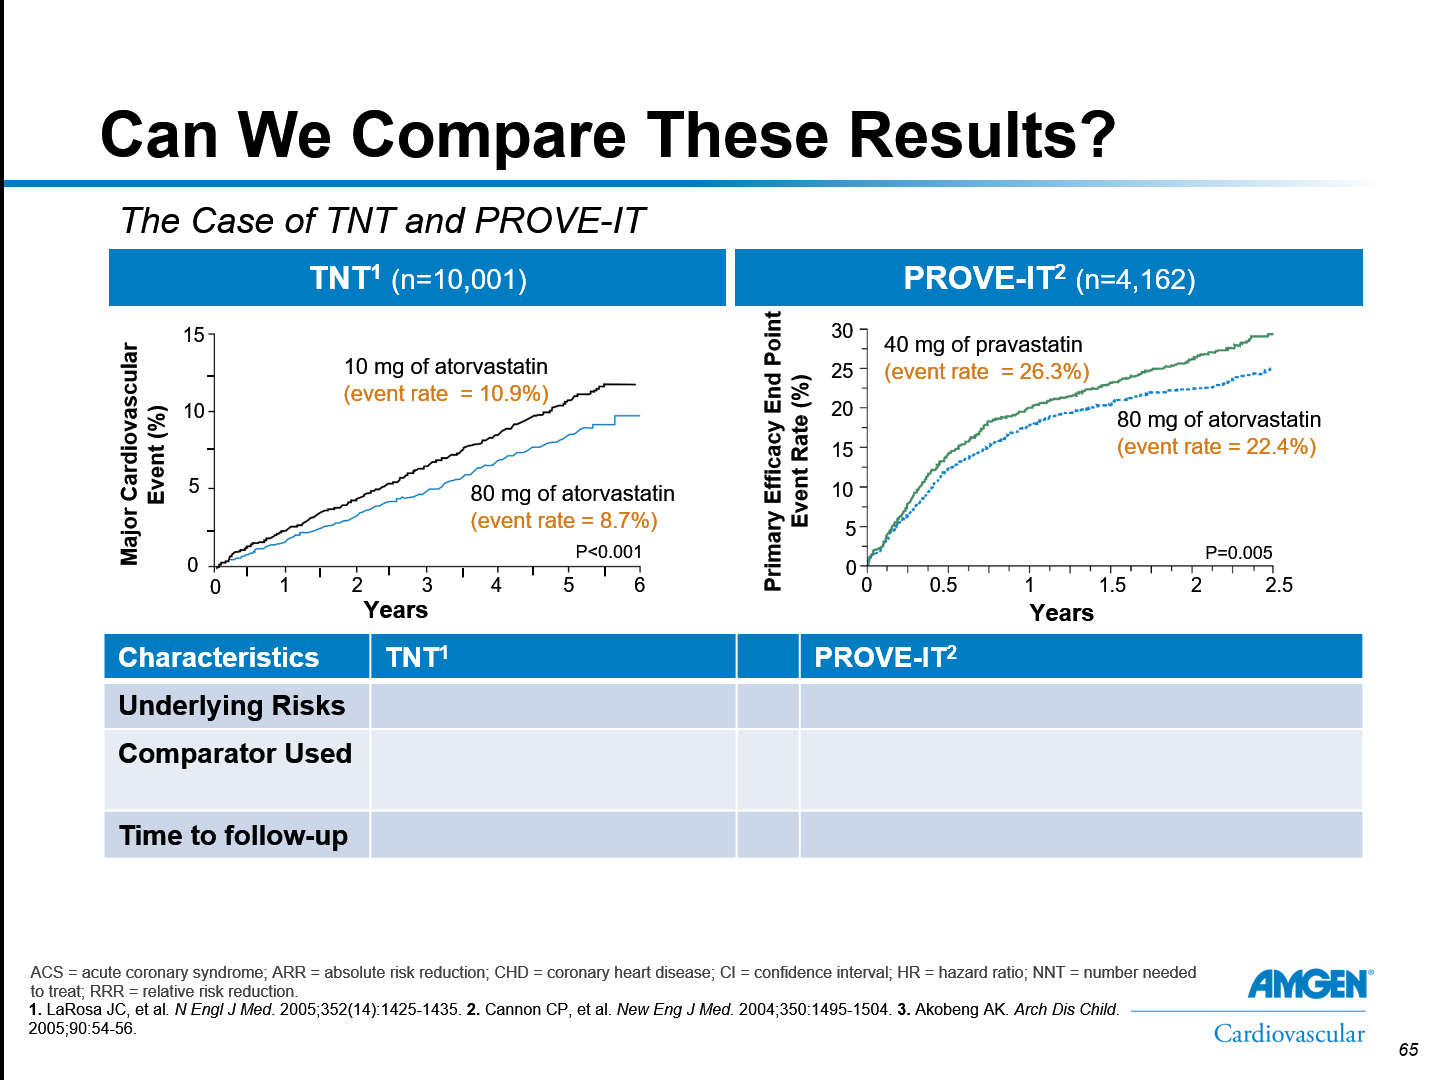 Can We Compare These Results?
The Case of TNT and PROVE-IT
TNT¹ (n=10,001)
Major Cardiovascular
Event (%)
15
10
5
0
10 mg of atorvastatin
(event rate = 10.9%)
80 mg of atorvastatin
(event rate = 8.7%)
P<0.001
0 1 2 3 4 5 6
Years
PROVE-IT² (n=4,162)
Primary Efficacy End Point
Event Rate (%)
30
25
20
15
10
5
0
40 mg of pravastatin
(event rate = 26.3%)
80 mg of atorvastatin
(event rate = 22.4%)
P=0.005
0 0.5 1 1.5 2 2.5
Years
Characteristics TNT¹ PROVE-IT²
Underlying Risks
Comparator Used
Time to follow-up
ACS = acute coronary syndrome; ARR = absolute risk reduction; CHD = coronary heart disease; CI = confidence interval; HR = hazard ratio; NNT = number needed
to treat; RRR = relative risk reduction.
1. LaRosa JC, et al. N Engl J Med. 2005;352(14):1425-1435. 2. Cannon CP, et al. New Eng J Med. 2004;350:1495-1504. 3. Akobeng AK. Arch Dis Child.
2005;90:54-56.
AMGEN®
Cardiovascular
65